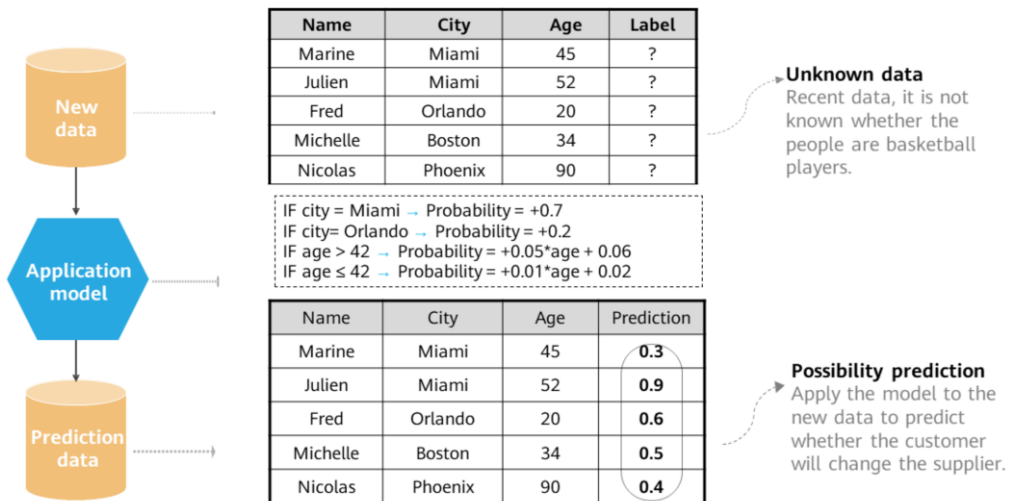 Name City Age Label
Marine Miami 45 ?
Julien Miami 52 ?
Fred Orlando 20 ?
Michelle Boston 34 ?
Nicolas Phoenix 90 ?
New
data
Unknown data
Recent data, it is not
known whether the
people are basketball
players.
IF city = Miami → Probability = +0.7
IF city= Orlando → Probability = +0.2
IF age > 42 → Probability = +0.05*age + 0.06
IF age ≤ 42 → Probability = +0.01*age + 0.02
Application
model
Name City Age Prediction
Marine Miami 45 0.3
Julien Miami 52 0.9
Fred Orlando 20 0.6
Michelle Boston 34 0.5
Nicolas Phoenix 90 0.4
Prediction
data
Possibility prediction
Apply the model to the
new data to predict
whether the customer
will change the supplier.